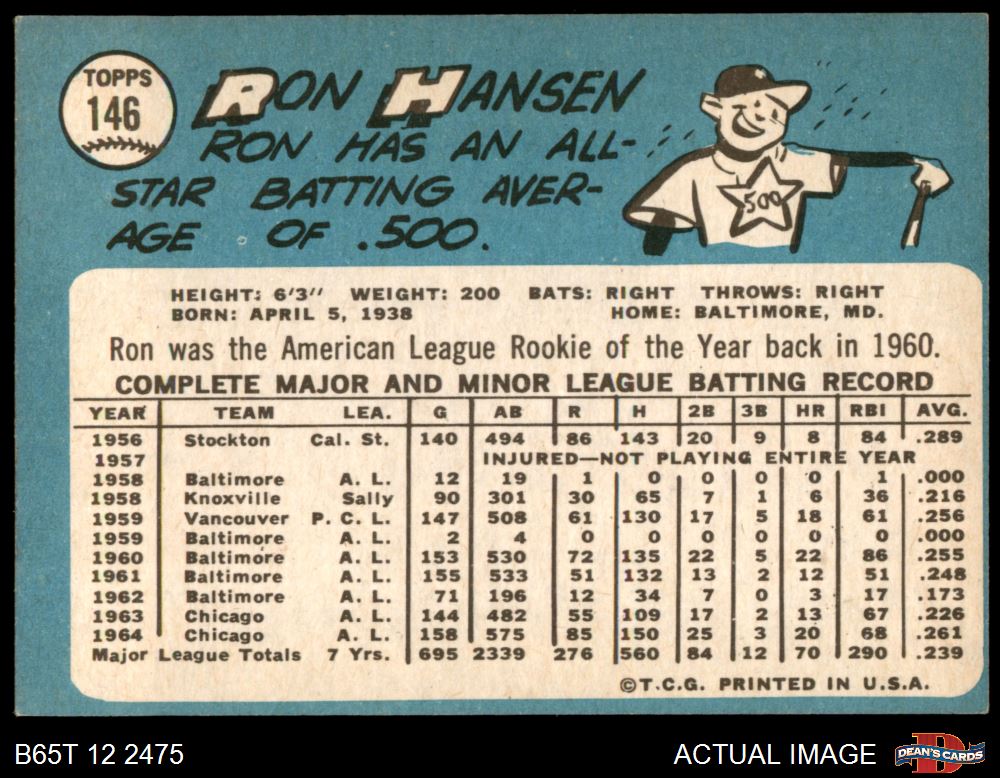 TOPPS
146
RON HANSEN
RON HAS AN ALL-
STAR BATTING AVER-
AGE OF .500.
.500
HEIGHT: 6'3" WEIGHT: 200 BATS: RIGHT THROWS: RIGHT
BORN: APRIL 5, 1938 HOME: BALTIMORE, MD.
Ron was the American League Rookie of the Year back in 1960.
COMPLETE MAJOR AND MINOR LEAGUE BATTING RECORD
YEAR TEAM LEA. G AB R H 2B 3B HR RBI AVG.
1956 Stockton Cal. St. 140 494 86 143 20 9 8 84 .289
1957 INJURED—NOT PLAYING ENTIRE YEAR
1958 Baltimore A. L. 12 19 1 0 0 0 0 1 .000
1958 Knoxville Sally 90 301 30 65 7 1 6 36 .216
1959 Vancouver P. C. L. 147 508 61 130 17 5 18 61 .256
1959 Baltimore A. L. 2 4 0 0 0 0 0 0 .000
1960 Baltimore A. L. 153 530 72 135 22 5 22 86 .255
1961 Baltimore A. L. 155 533 51 132 13 2 12 51 .248
1962 Baltimore A. L. 71 196 12 34 7 0 3 17 .173
1963 Chicago A. L. 144 482 55 109 17 2 13 67 .226
1964 Chicago A. L. 158 575 85 150 25 3 20 68 .261
Major League Totals 7 Yrs. 695 2339 276 560 84 12 70 290 .239
©T.C.G. PRINTED IN U.S.A.
B65T 12 2475 ACTUAL IMAGE DEAN'S CARDS